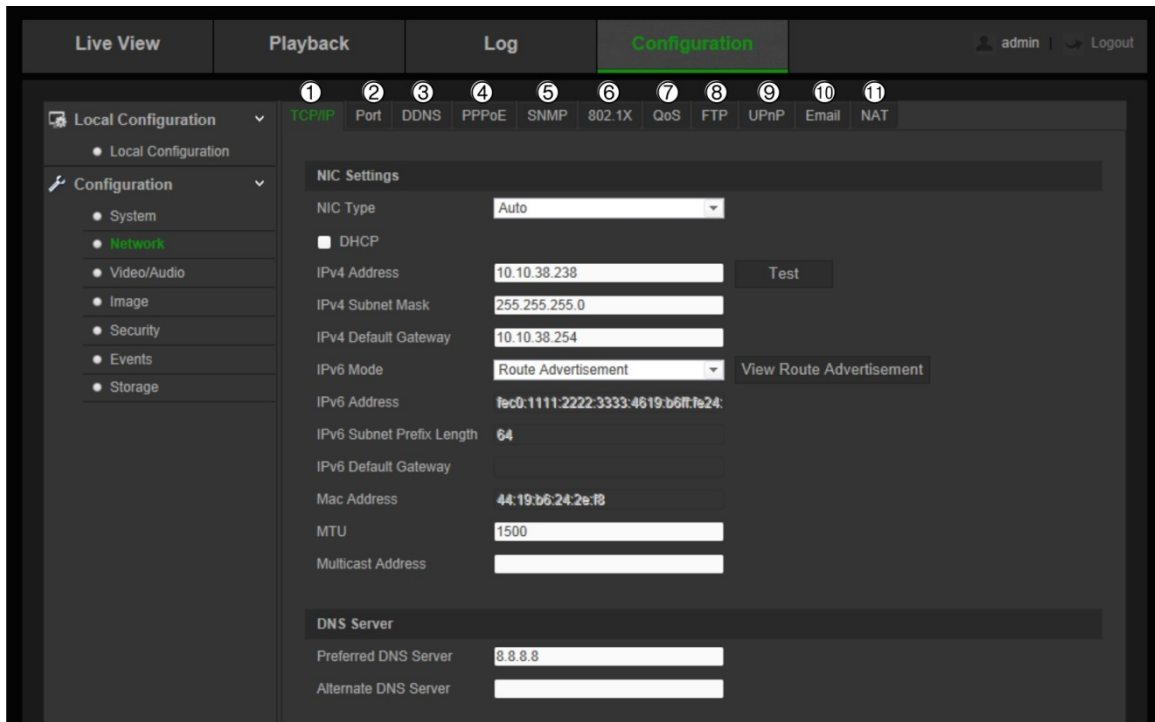 Live View Playback Log Configuration admin | Logout
① ② ③ ④ ⑤ ⑥ ⑦ ⑧ ⑨ ⑩ ⑪
Local Configuration TCP/IP Port DDNS PPPoE SNMP 802.1X QoS FTP UPnP Email NAT
Local Configuration
Configuration
System
Network
Video/Audio
Image
Security
Events
Storage
NIC Settings
NIC Type Auto
DHCP
IPv4 Address 10.10.38.238 Test
IPv4 Subnet Mask 255.255.255.0
IPv4 Default Gateway 10.10.38.254
IPv6 Mode Route Advertisement View Route Advertisement
IPv6 Address fec0:1111:2222:3333:4619:b6ff:fe24:
IPv6 Subnet Prefix Length 64
IPv6 Default Gateway
Mac Address 44:19:b6:24:2e:f8
MTU 1500
Multicast Address
DNS Server
Preferred DNS Server 8.8.8.8
Alternate DNS Server